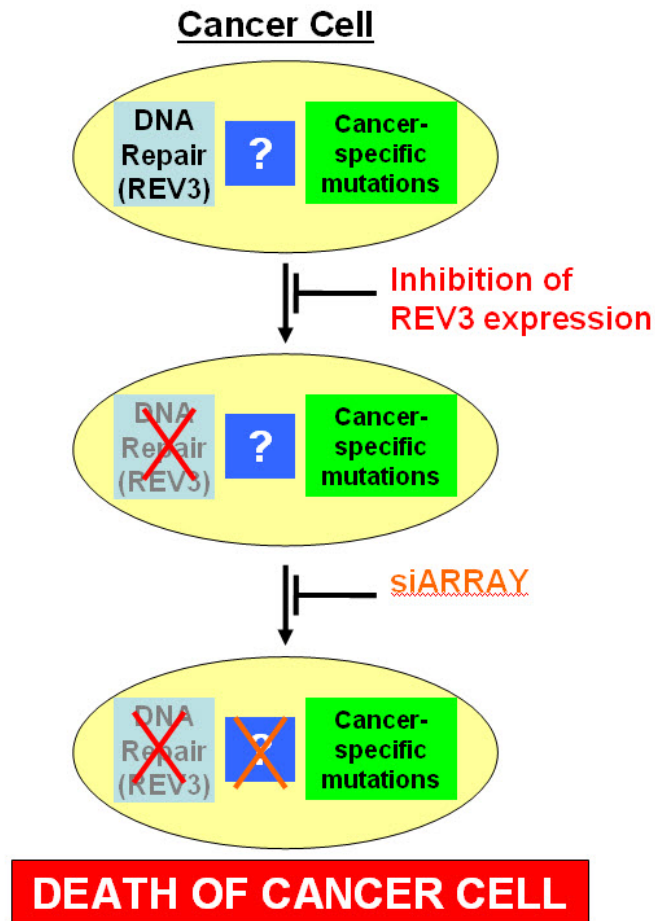 Cancer Cell
DNA
Repair
(REV3)
?
Cancer-
specific
mutations
Inhibition of
REV3 expression
DNA
Repair
(REV3)
?
Cancer-
specific
mutations
siARRAY
DNA
Repair
(REV3)
?
Cancer-
specific
mutations
DEATH OF CANCER CELL